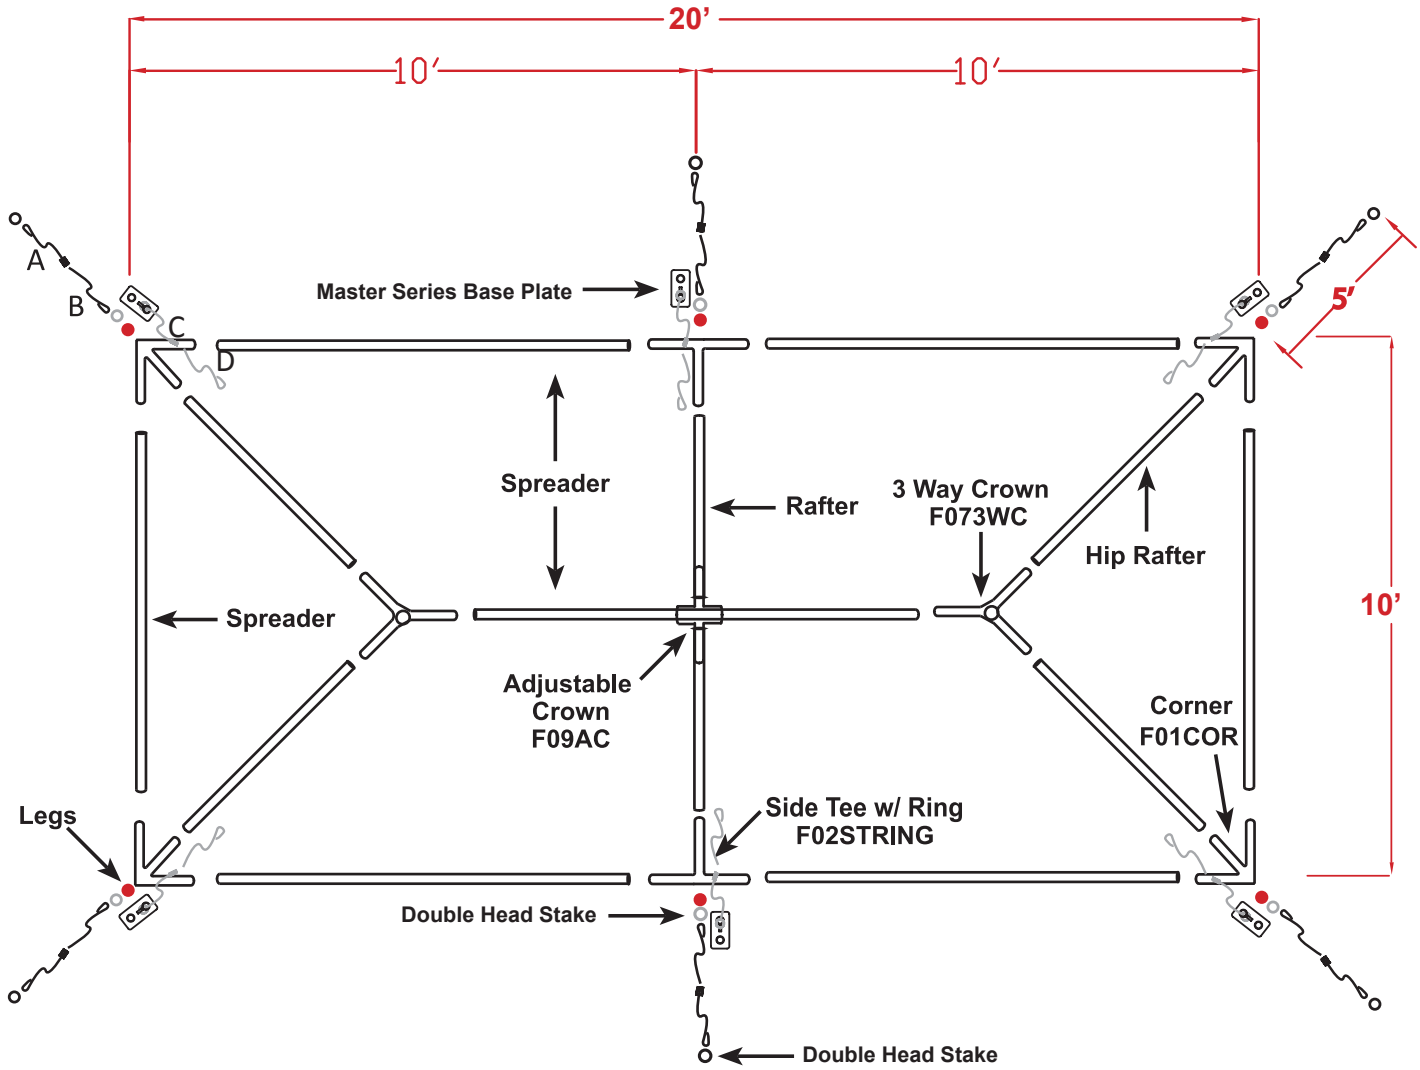 20’
10′
10′
A
B
C
D
5’
Master Series Base Plate
Spreader
Rafter
3 Way Crown
F073WC
Hip Rafter
Spreader
10’
Adjustable
Crown
F09AC
Corner
F01COR
Legs
Side Tee w/ Ring
F02STRING
Double Head Stake
Double Head Stake